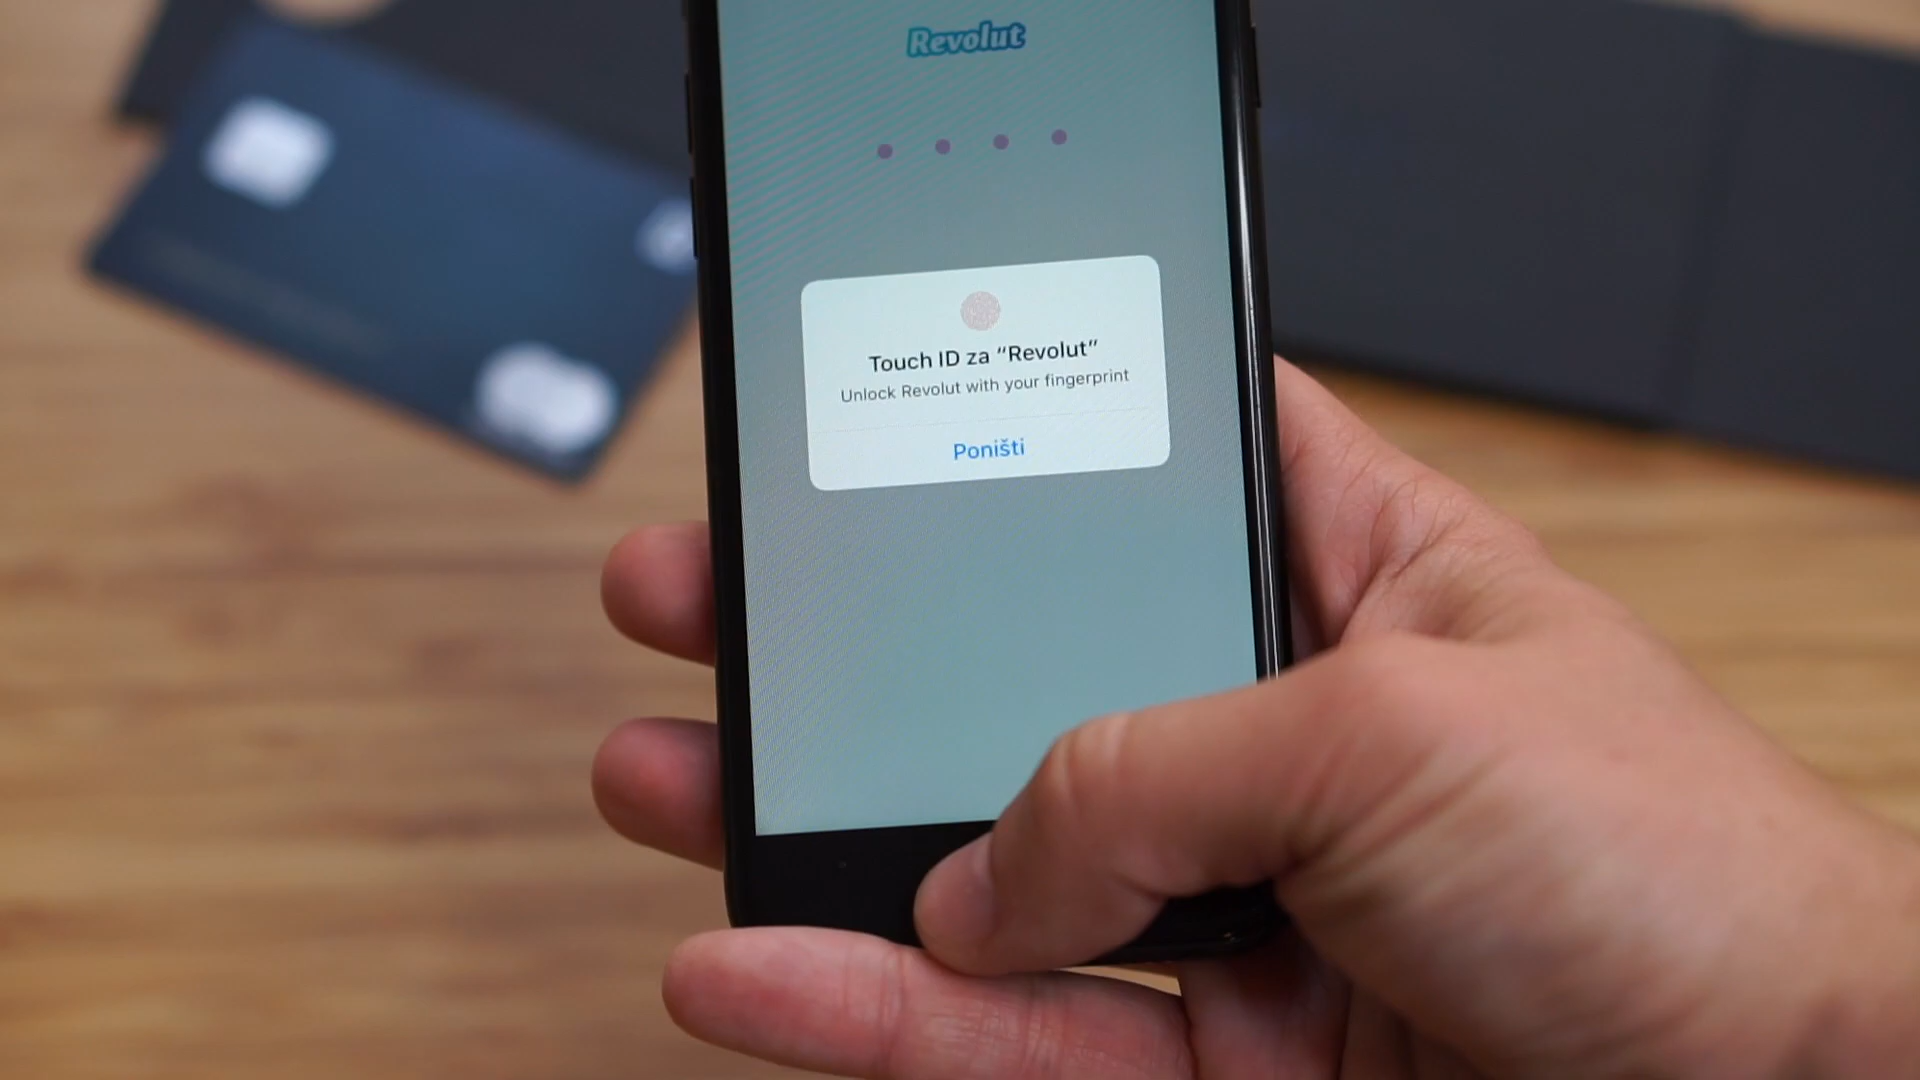 Revolut
Touch ID za “Revolut”
Unlock Revolut with your fingerprint
Poništi